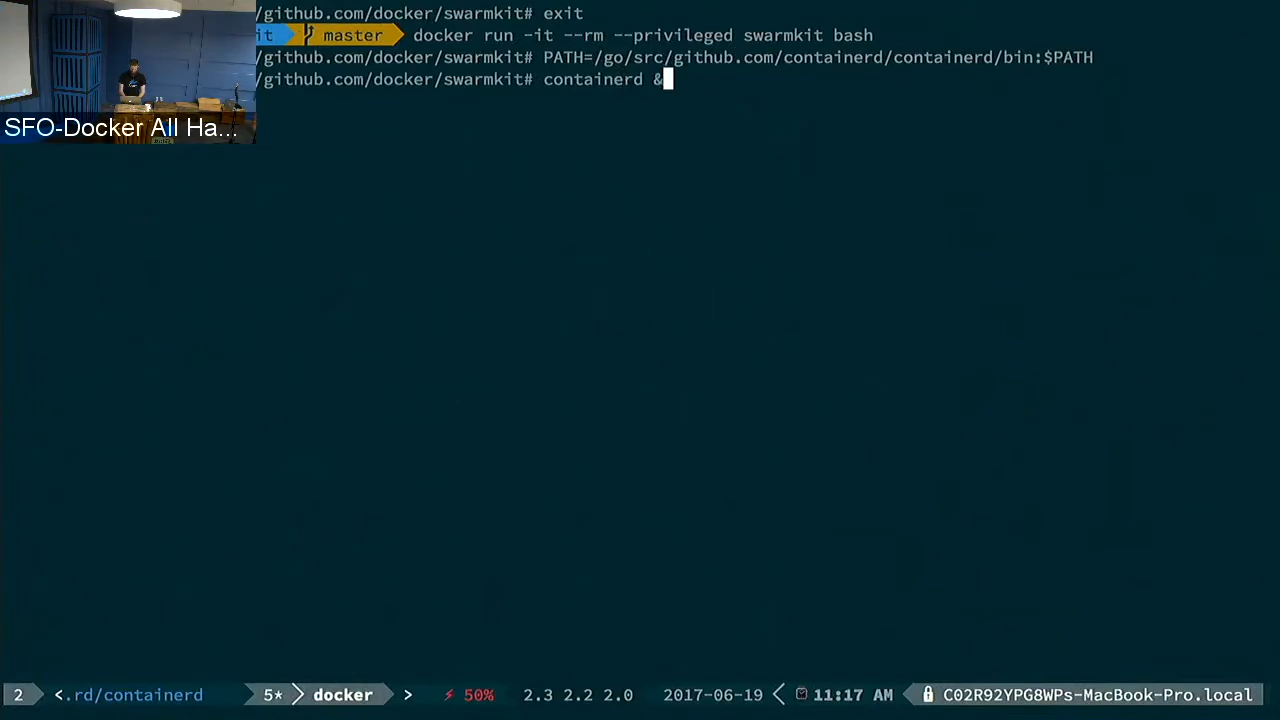 /github.com/docker/swarmkit# exit
it master docker run -it --rm --privileged swarmkit bash
/github.com/docker/swarmkit# PATH=/go/src/github.com/containerd/containerd/bin:$PATH
/github.com/docker/swarmkit# containerd &
SFO-Docker All Ha...
2 <.rd/containerd 5* docker > ⚡ 50% 2.3 2.2 2.0 2017-06-19 < 11:17 AM C02R92YPG8WPs-MacBook-Pro.local